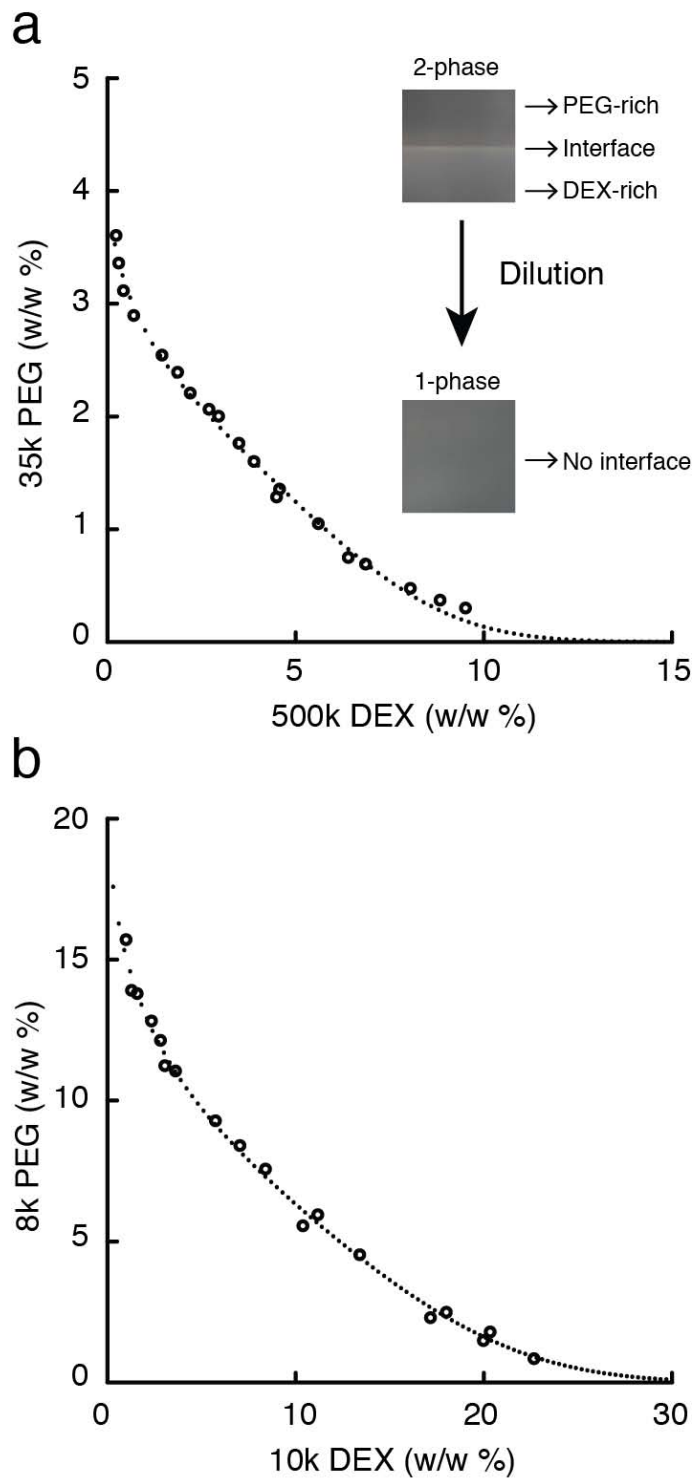 a
5
4
3
2
1
0
35k PEG (w/w %)
2-phase
PEG-rich
Interface
DEX-rich
Dilution
1-phase
No interface
0 5 10 15
500k DEX (w/w %)
b
20
15
10
5
0
8k PEG (w/w %)
0 10 20 30
10k DEX (w/w %)